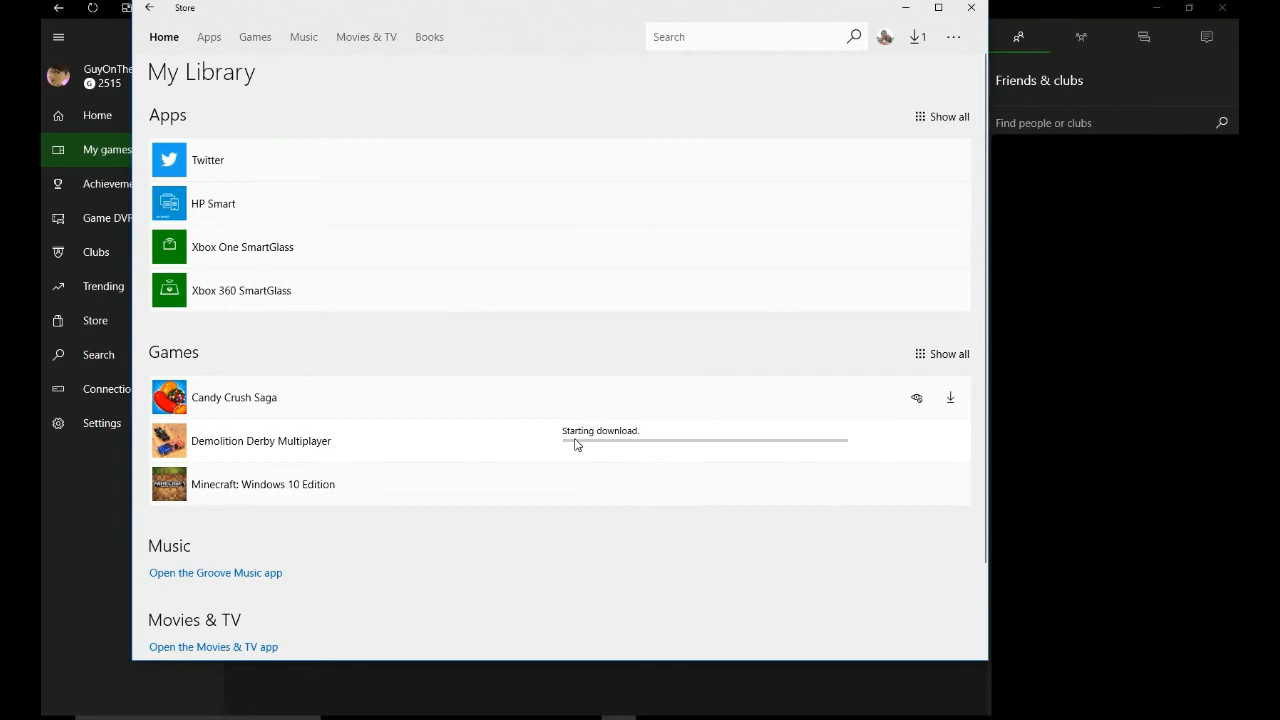 Store
Home Apps Games Music Movies & TV Books
Search
1
GuyOnThe
G 2515
Home
My games
Achieveme
Game DVR
Clubs
Trending
Store
Search
Connectio
Settings
My Library
Apps
Show all
Twitter
HP Smart
Xbox One SmartGlass
Xbox 360 SmartGlass
Games
Show all
Candy Crush Saga
Demolition Derby Multiplayer
Starting download.
Minecraft: Windows 10 Edition
Music
Open the Groove Music app
Movies & TV
Open the Movies & TV app
Friends & clubs
Find people or clubs